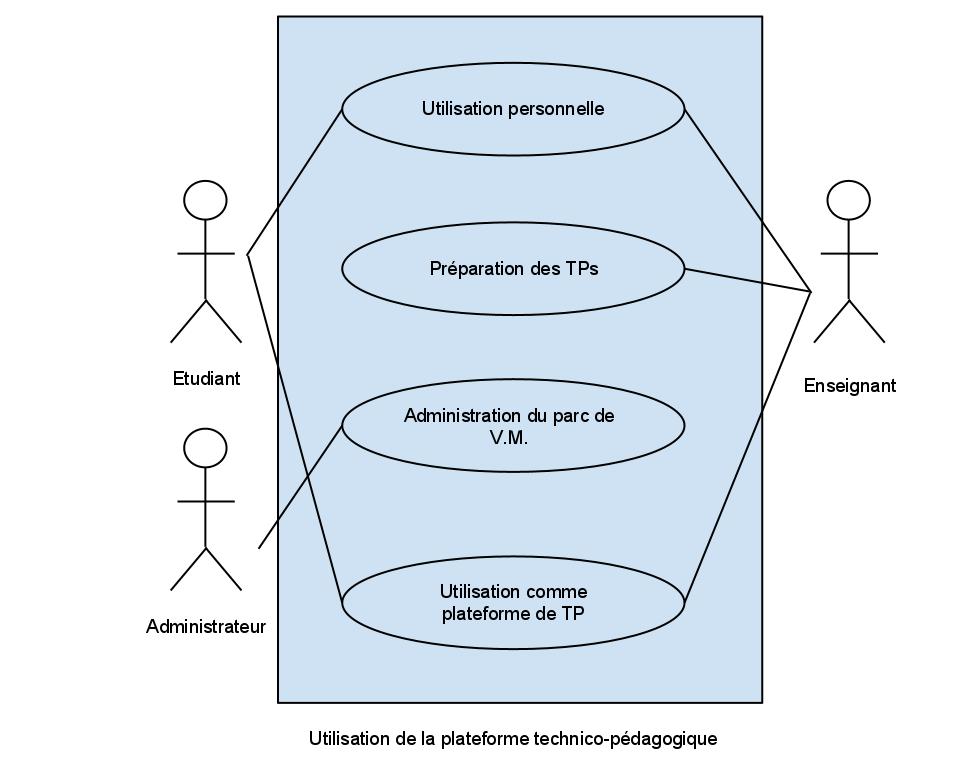 Utilisation personnelle
Préparation des TPs
Etudiant
Enseignant
Administration du parc de
V.M.
Utilisation comme
plateforme de TP
Administrateur
Utilisation de la plateforme technico-pédagogique